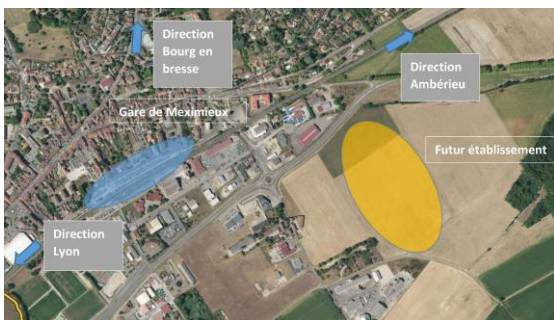 Direction
Bourg en
bresse
Direction
Ambérieu
Gare de Meximieux
Futur établissement
Direction
Lyon